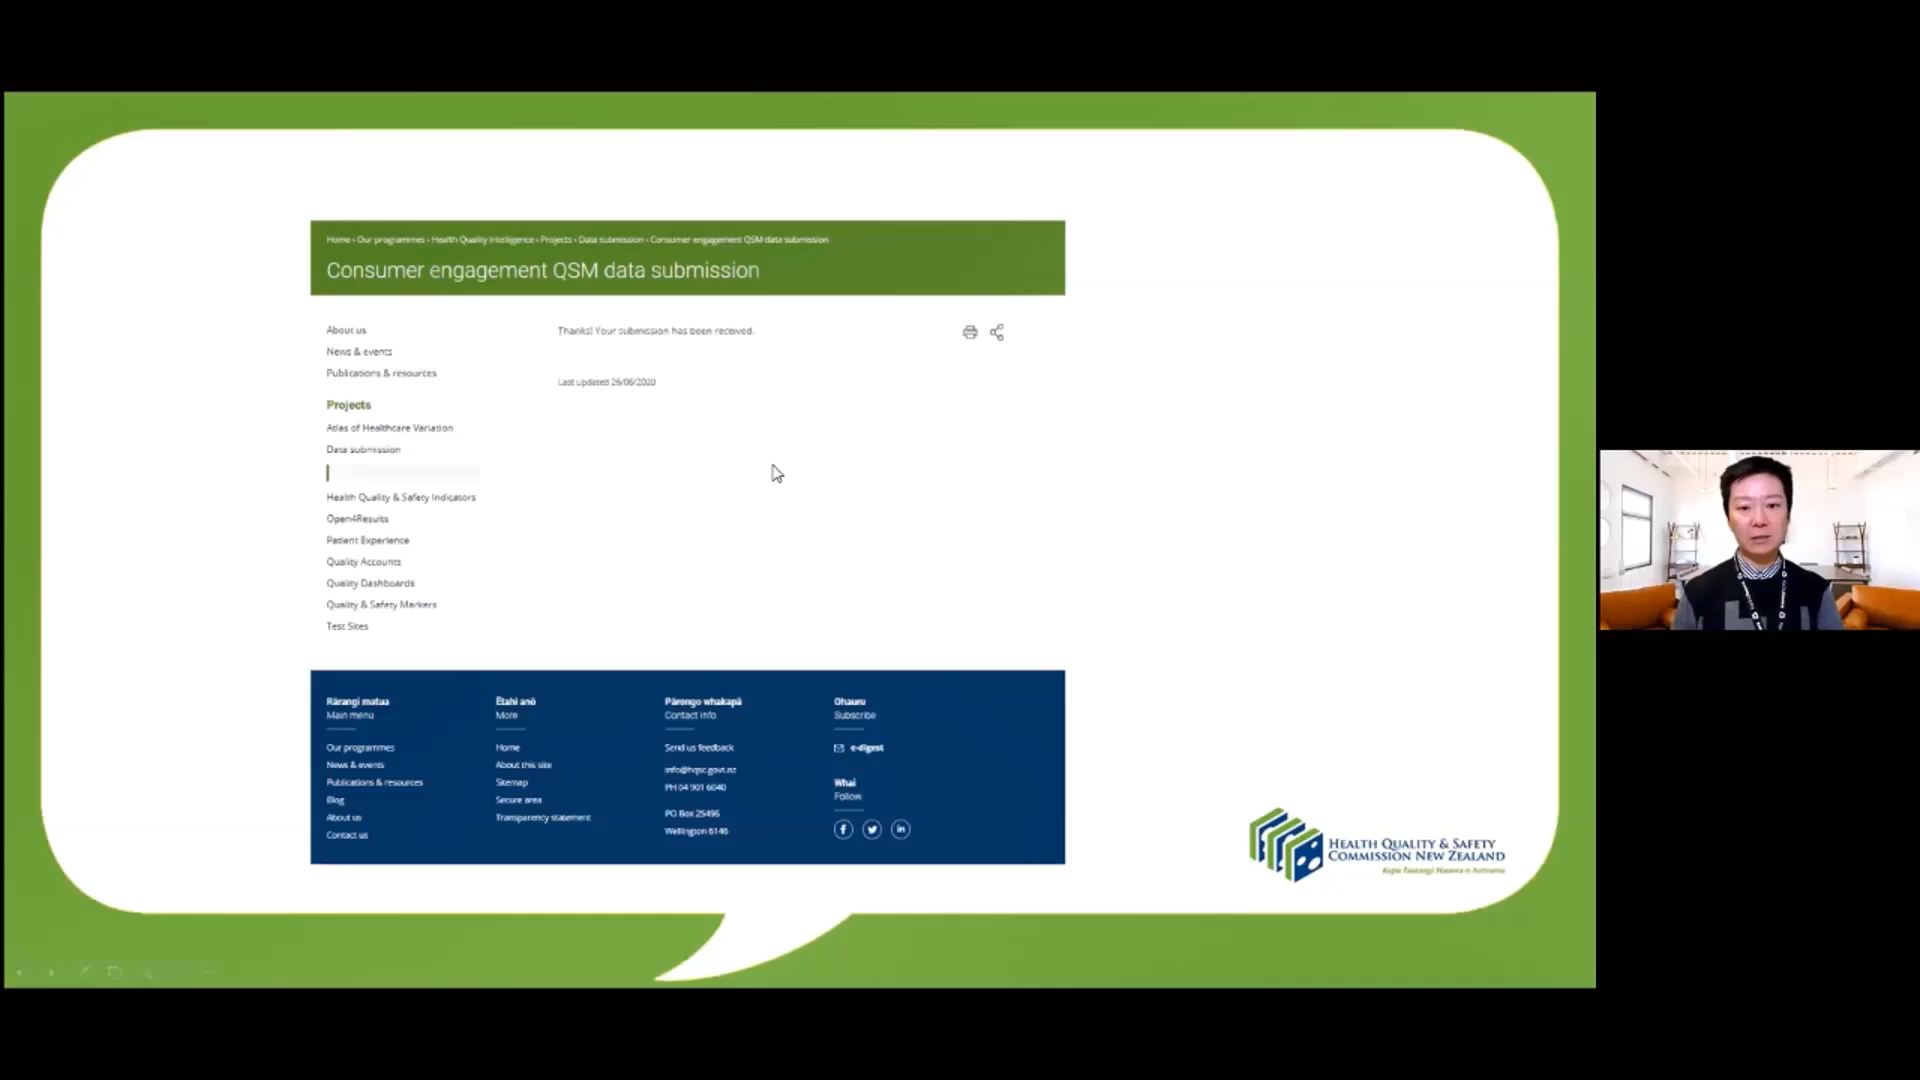 Home › Our programmes › Health Quality Intelligence › Projects › Data submission › Consumer engagement QSM data submission
Consumer engagement QSM data submission
About us
News & events
Publications & resources
Projects
Atlas of Healthcare Variation
Data submission
Health Quality & Safety Indicators
Open4Results
Patient Experience
Quality Accounts
Quality Dashboards
Quality & Safety Markers
Test Sites
Thanks! Your submission has been received.
Last updated 26/06/2020
Rārangi matua
Main menu
Our programmes
News & events
Publications & resources
Blog
About us
Contact us
Ētahi anō
More
Home
About this site
Sitemap
Secure area
Transparency statement
Pārongo whakapā
Contact info
Send us feedback
info@hqsc.govt.nz
PH 04 901 6040
PO Box 25496
Wellington 6146
Ohauru
Subscribe
e-digest
Whai
Follow
HEALTH QUALITY & SAFETY
COMMISSION NEW ZEALAND
Kupu Taurangi Hauora o Aotearoa